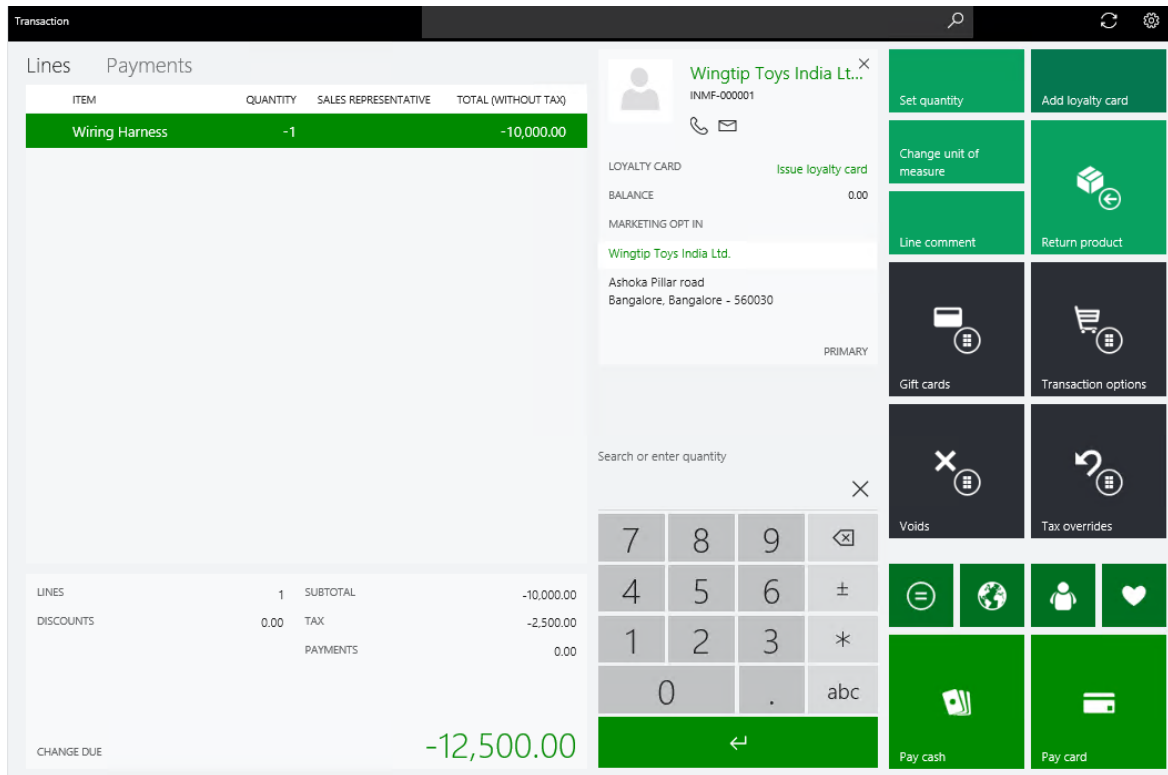 Transaction
Lines Payments
ITEM QUANTITY SALES REPRESENTATIVE TOTAL (WITHOUT TAX)
Wiring Harness -1 -10,000.00
LINES 1 SUBTOTAL -10,000.00
DISCOUNTS 0.00 TAX -2,500.00
PAYMENTS 0.00
CHANGE DUE -12,500.00
Wingtip Toys India Lt...
INMF-000001
LOYALTY CARD Issue loyalty card
BALANCE 0.00
MARKETING OPT IN
Wingtip Toys India Ltd.
Ashoka Pillar road
Bangalore, Bangalore - 560030
PRIMARY
Search or enter quantity
7 8 9
4 5 6 ±
1 2 3 *
0 . abc
Set quantity
Add loyalty card
Change unit of
measure
Line comment
Return product
Gift cards
Transaction options
Voids
Tax overrides
Pay cash
Pay card